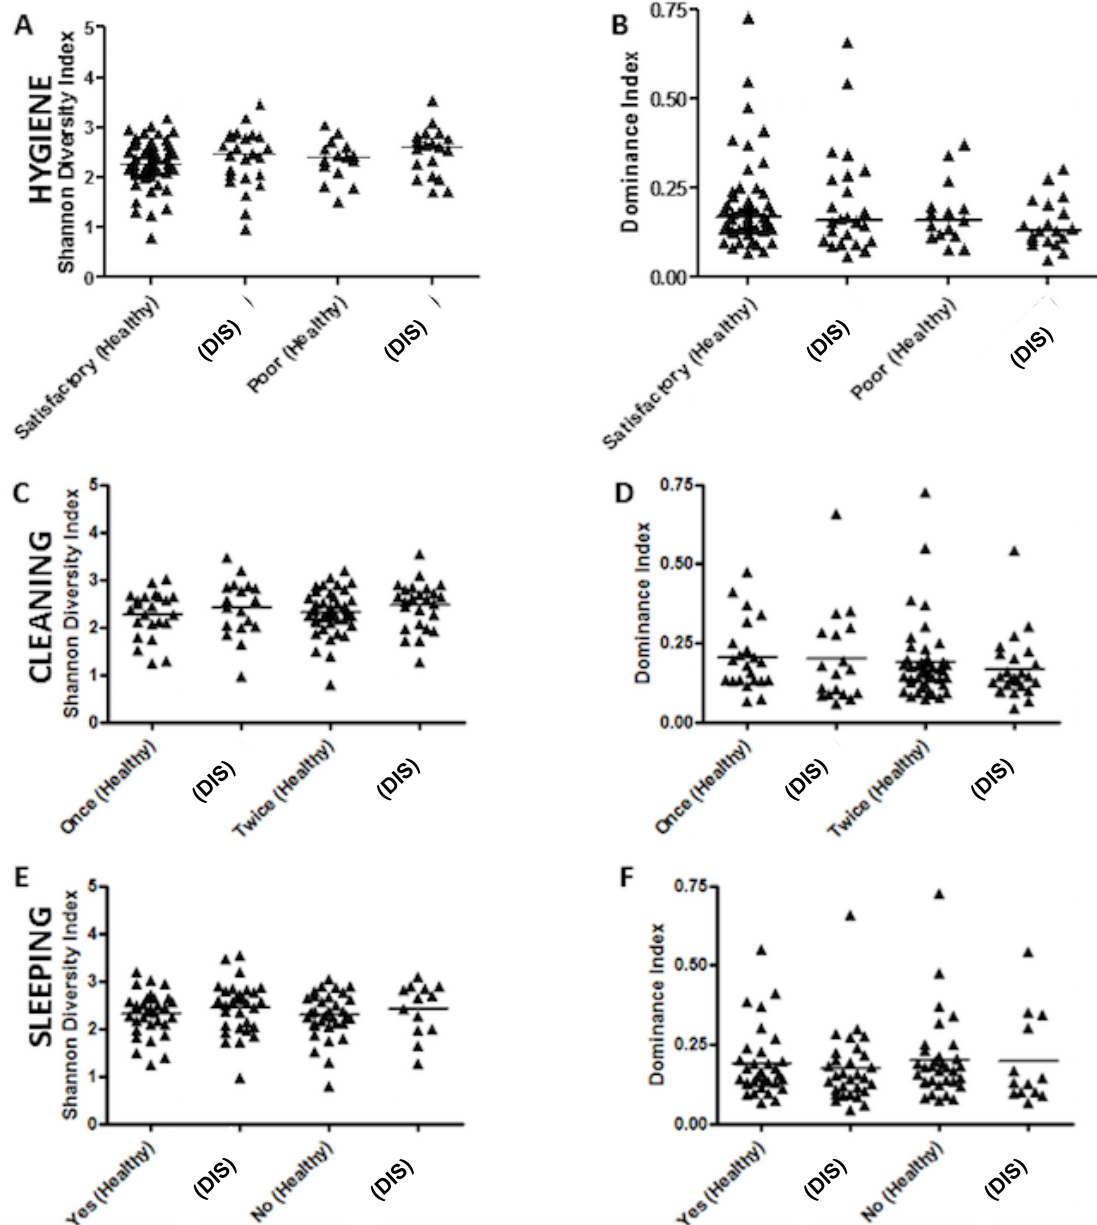 A
HYGIENE
Shannon Diversity Index
5
4
3
2
1
0
Satisfactory (Healthy)
(DIS)
Poor (Healthy)
(DIS)
B
Dominance Index
0.75
0.50
0.25
0.00
Satisfactory (Healthy)
(DIS)
Poor (Healthy)
(DIS)
C
CLEANING
Shannon Diversity Index
5
4
3
2
1
0
Once (Healthy)
(DIS)
Twice (Healthy)
(DIS)
D
Dominance Index
0.75
0.50
0.25
0.00
Once (Healthy)
(DIS)
Twice (Healthy)
(DIS)
E
SLEEPING
Shannon Diversity Index
5
4
3
2
1
0
Yes (Healthy)
(DIS)
No (Healthy)
(DIS)
F
Dominance Index
0.75
0.50
0.25
0.00
Yes (Healthy)
(DIS)
No (Healthy)
(DIS)